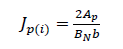 J_{p(i)} = \frac{2A_p}{B_N b}